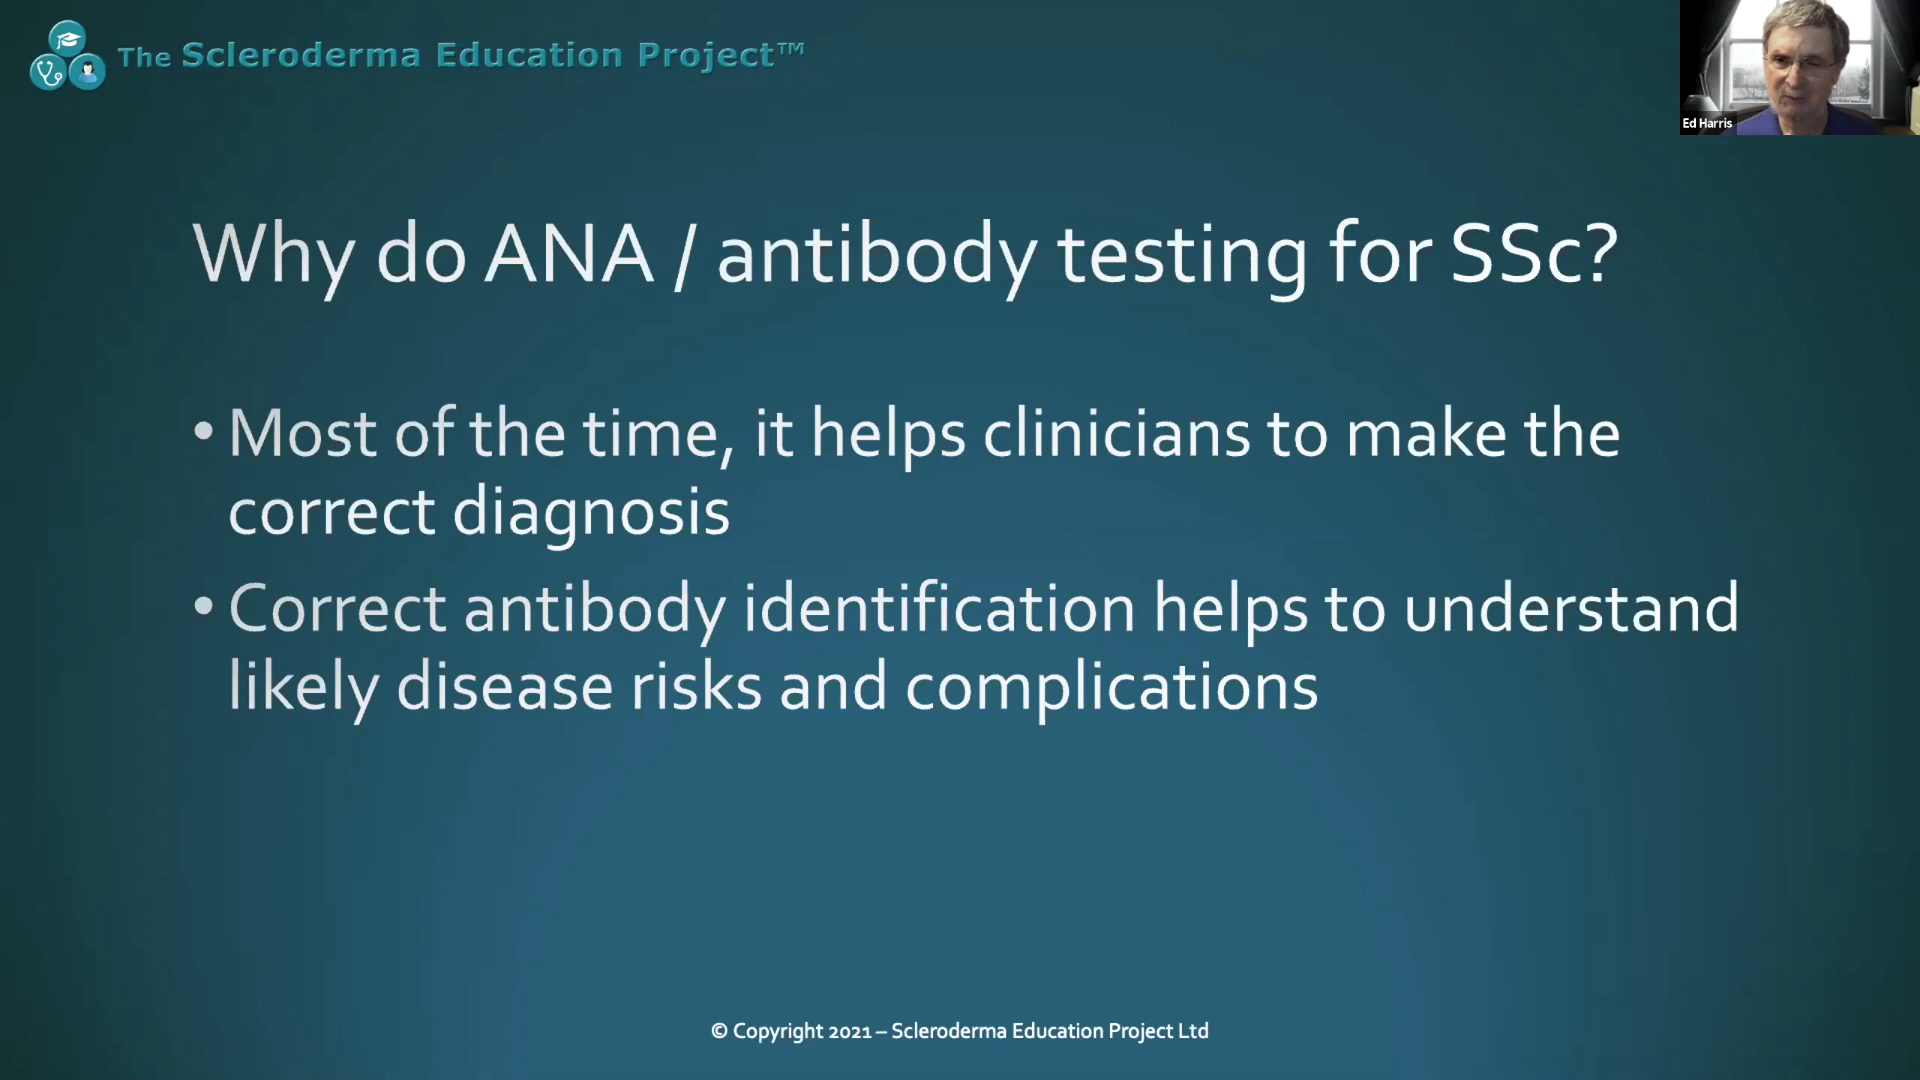 The Scleroderma Education Project™
Ed Harris
Why do ANA / antibody testing for SSc?
• Most of the time, it helps clinicians to make the
correct diagnosis
• Correct antibody identification helps to understand
likely disease risks and complications
© Copyright 2021 – Scleroderma Education Project Ltd